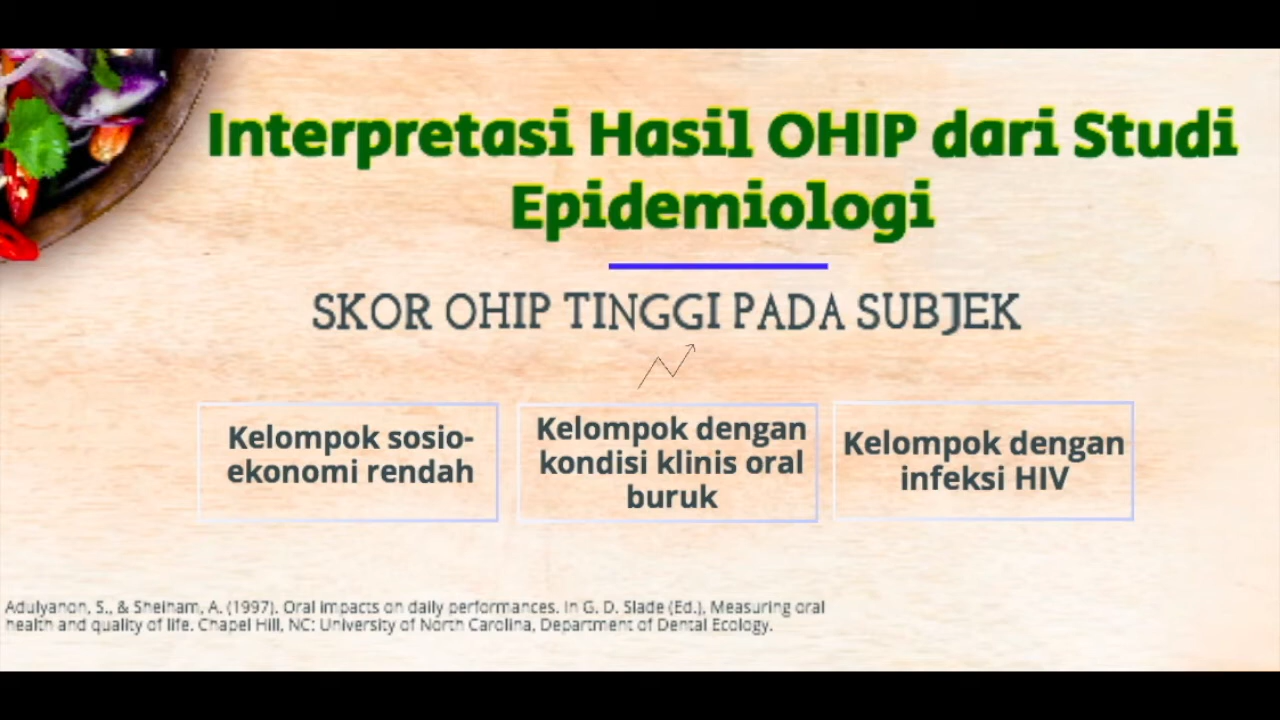 Interpretasi Hasil OHIP dari Studi
Epidemiologi
SKOR OHIP TINGGI PADA SUBJEK
Kelompok sosio-
ekonomi rendah
Kelompok dengan
kondisi klinis oral
buruk
Kelompok dengan
infeksi HIV
Adulyanon, S., & Sheiham, A. (1997). Oral impacts on daily performances. In G. D. Slade (Ed.), Measuring oral
health and quality of life. Chapel Hill, NC: University of North Carolina, Department of Dental Ecology.